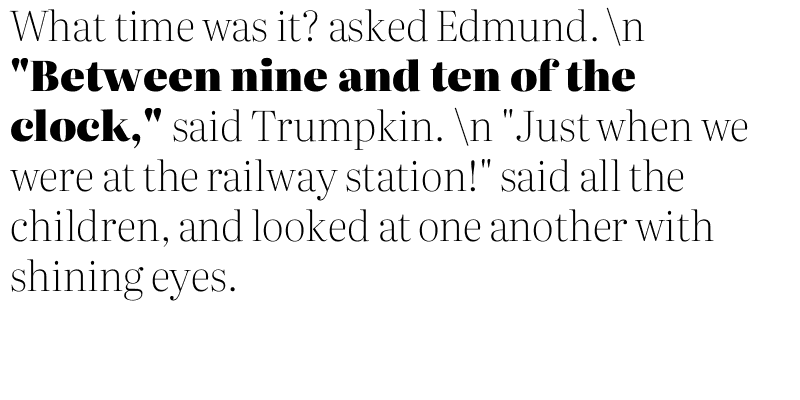 What time was it? asked Edmund. \n
"Between nine and ten of the
clock," said Trumpkin. \n "Just when we
were at the railway station!" said all the
children, and looked at one another with
shining eyes.